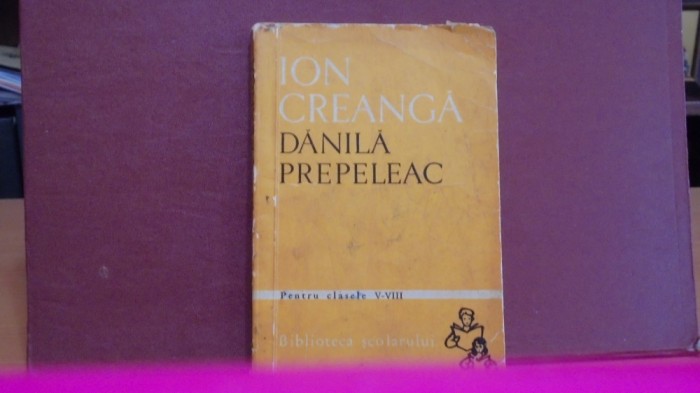 ION
CREANGĂ
DĂNILĂ
PREPELEAC
Pentru clasele V-VIII
Biblioteca școlarului